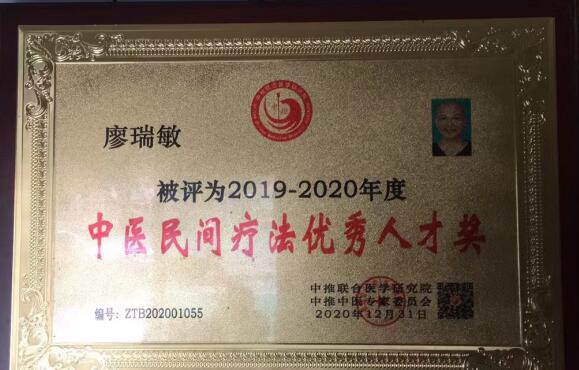 廖瑞敏
被评为2019-2020年度
中医民间疗法优秀人才奖
中推联合医学研究院
中推中医专家委员会
编号: ZTB202001055
2020年12月31日